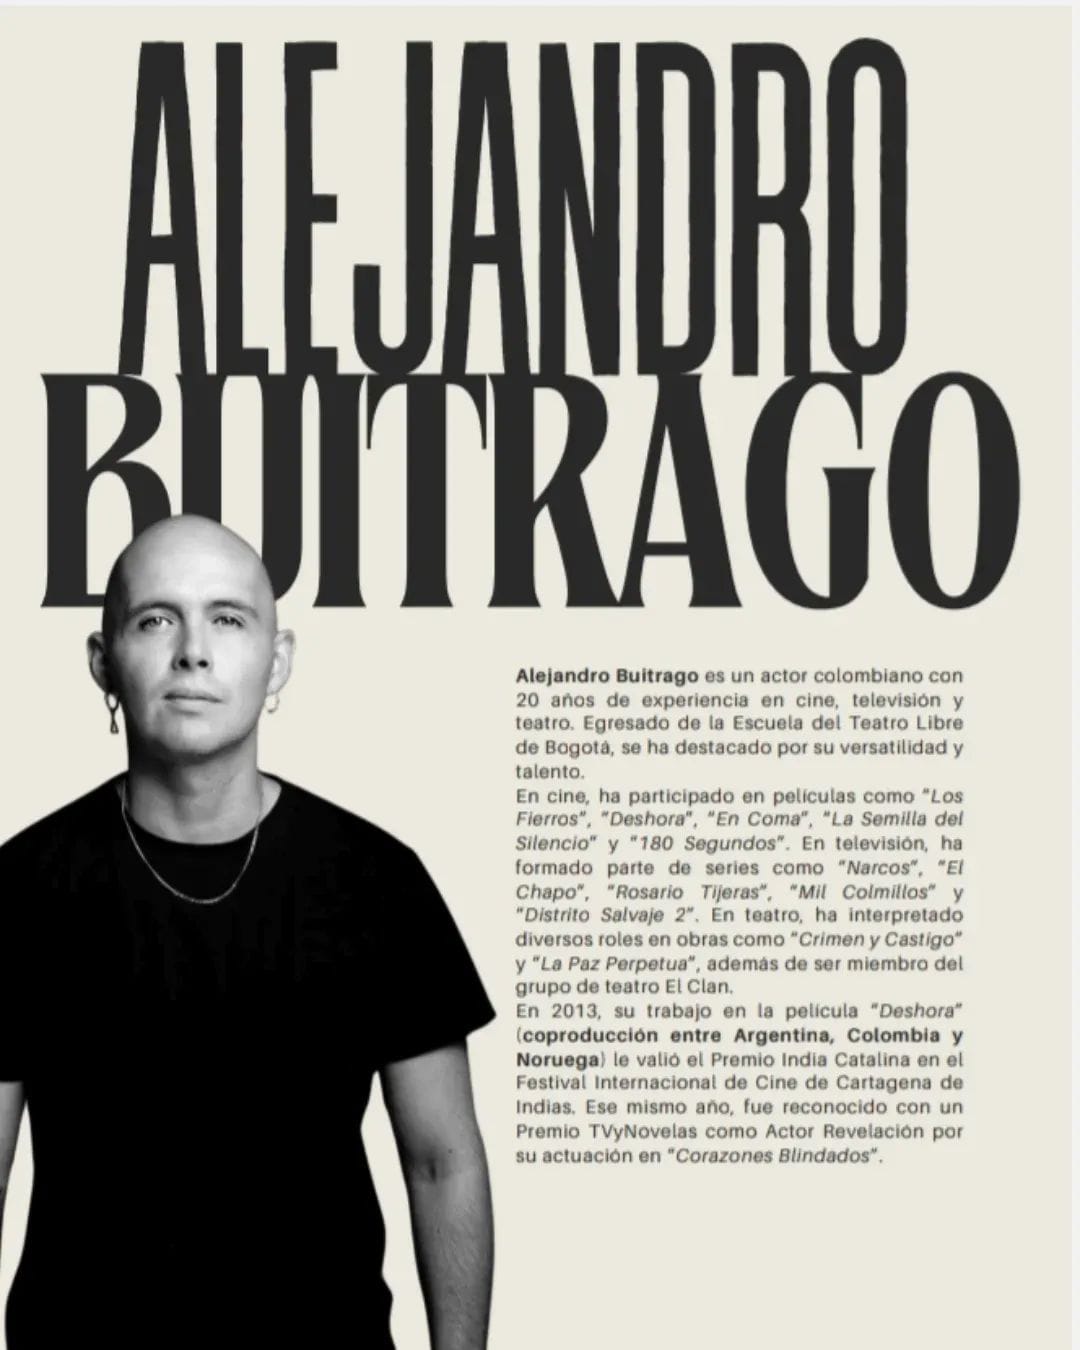 ALEJANDRO
BUITRAGO
Alejandro Buitrago es un actor colombiano con
20 años de experiencia en cine, televisión y
teatro. Egresado de la Escuela del Teatro Libre
de Bogotá, se ha destacado por su versatilidad y
talento.
En cine, ha participado en películas como "Los
Fierros", "Deshora", "En Coma", "La Semilla del
Silencio" y "180 Segundos". En televisión, ha
formado parte de series como "Narcos", "El
Chapo", "Rosario Tijeras", "Mil Colmillos" y
"Distrito Salvaje 2". En teatro, ha interpretado
diversos roles en obras como "Crimen y Castigo"
y "La Paz Perpetua", además de ser miembro del
grupo de teatro El Clan.
En 2013, su trabajo en la película "Deshora"
(coproducción entre Argentina, Colombia y
Noruega) le valió el Premio India Catalina en el
Festival Internacional de Cine de Cartagena de
Indias. Ese mismo año, fue reconocido con un
Premio TVyNovelas como Actor Revelación por
su actuación en "Corazones Blindados".